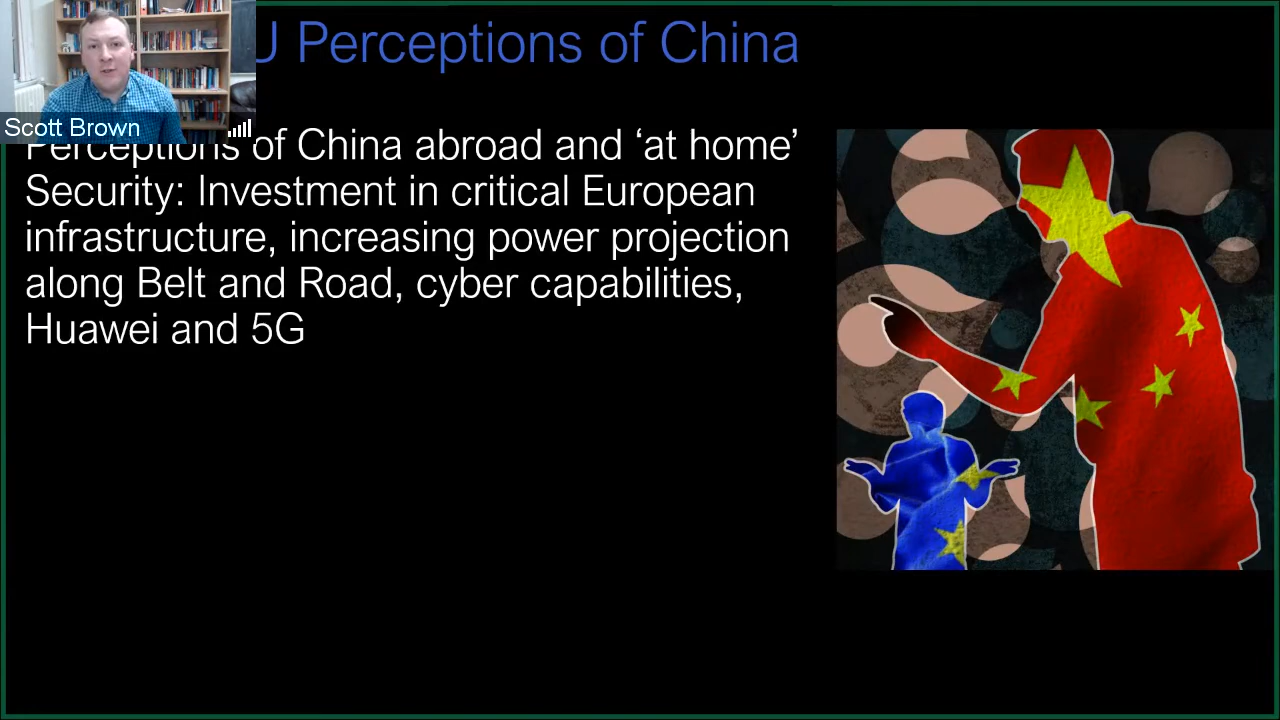 U Perceptions of China
Scott Brown
Perceptions of China abroad and ‘at home’
Security: Investment in critical European
infrastructure, increasing power projection
along Belt and Road, cyber capabilities,
Huawei and 5G